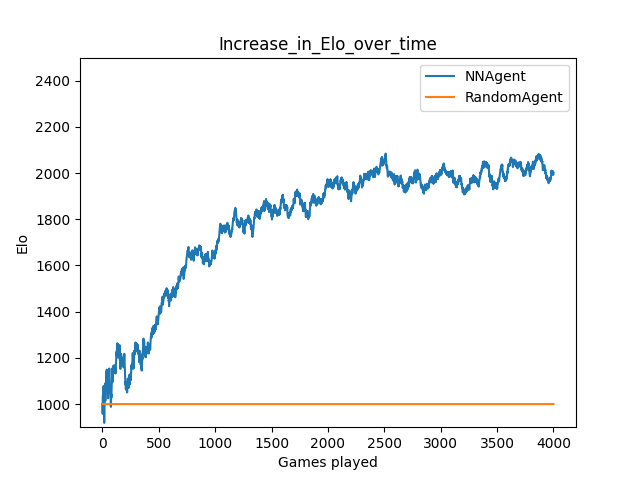 Increase_in_Elo_over_time
NNAgent
RandomAgent
2400
2200
2000
1800
1600
1400
1200
1000
Elo
0 500 1000 1500 2000 2500 3000 3500 4000
Games played